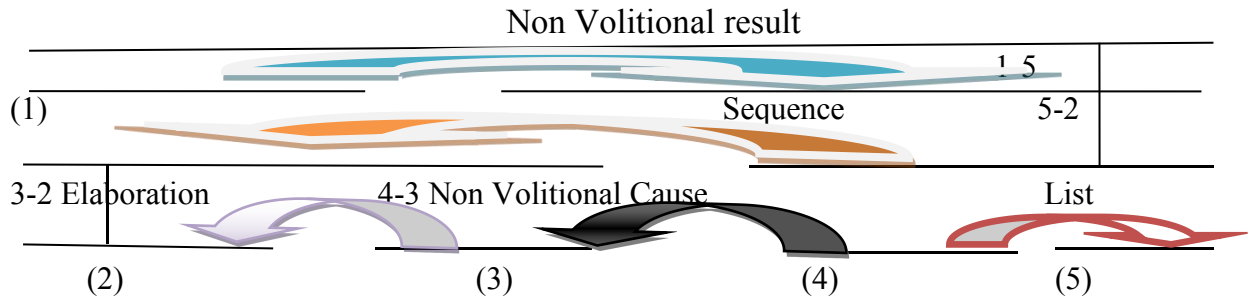 Non Volitional result
1-5
(1) Sequence 5-2
3-2 Elaboration 4-3 Non Volitional Cause List
(2) (3) (4) (5)